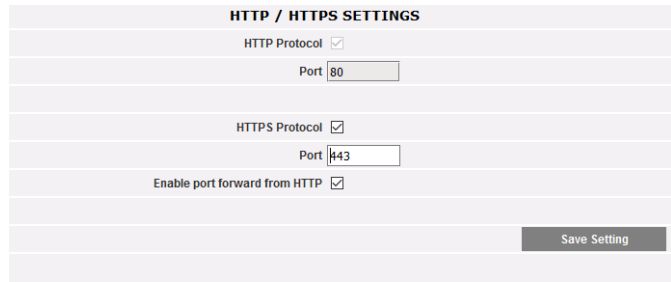 HTTP / HTTPS SETTINGS
HTTP Protocol
Port 80
HTTPS Protocol
Port 443
Enable port forward from HTTP
Save Setting